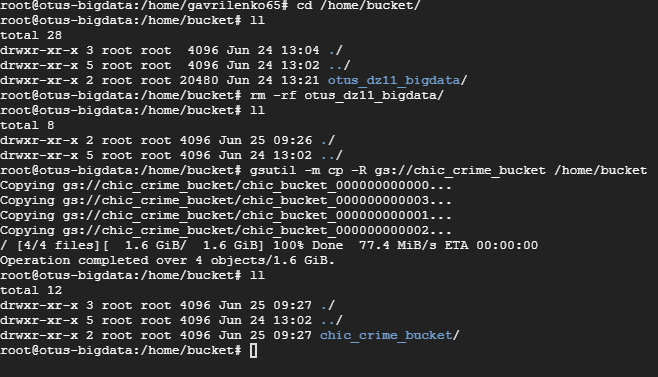 root@otus-bigdata:/home/gavrilenko65# cd /home/bucket/
root@otus-bigdata:/home/bucket# ll
total 28
drwxr-xr-x 3 root root  4096 Jun 24 13:04 ./
drwxr-xr-x 5 root root  4096 Jun 24 13:02 ../
drwxr-xr-x 2 root root 20480 Jun 24 13:21 otus_dz11_bigdata/
root@otus-bigdata:/home/bucket# rm -rf otus_dz11_bigdata/
root@otus-bigdata:/home/bucket# ll
total 8
drwxr-xr-x 2 root root 4096 Jun 25 09:26 ./
drwxr-xr-x 5 root root 4096 Jun 24 13:02 ../
root@otus-bigdata:/home/bucket# gsutil -m cp -R gs://chic_crime_bucket /home/bucket
Copying gs://chic_crime_bucket/chic_bucket_000000000000...
Copying gs://chic_crime_bucket/chic_bucket_000000000003...
Copying gs://chic_crime_bucket/chic_bucket_000000000001...
Copying gs://chic_crime_bucket/chic_bucket_000000000002...
/ [4/4 files][  1.6 GiB/  1.6 GiB] 100% Done  77.4 MiB/s ETA 00:00:00
Operation completed over 4 objects/1.6 GiB.
root@otus-bigdata:/home/bucket# ll
total 12
drwxr-xr-x 3 root root 4096 Jun 25 09:27 ./
drwxr-xr-x 5 root root 4096 Jun 24 13:02 ../
drwxr-xr-x 2 root root 4096 Jun 25 09:27 chic_crime_bucket/
root@otus-bigdata:/home/bucket#